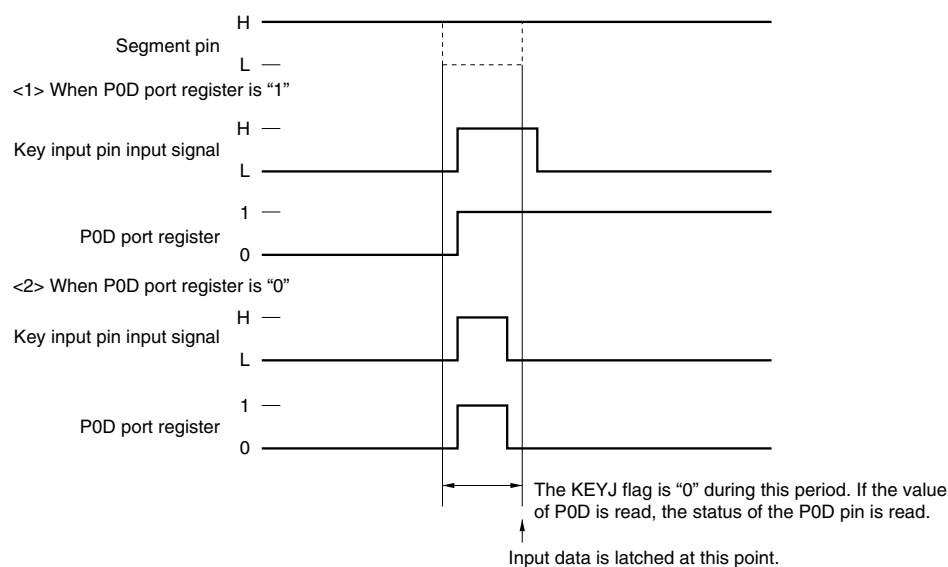 H
Segment pin
L
<1> When P0D port register is “1”
H
Key input pin input signal
L
1
P0D port register
0
<2> When P0D port register is “0”
H
Key input pin input signal
L
1
P0D port register
0
The KEYJ flag is “0” during this period. If the value
of P0D is read, the status of the P0D pin is read.
Input data is latched at this point.